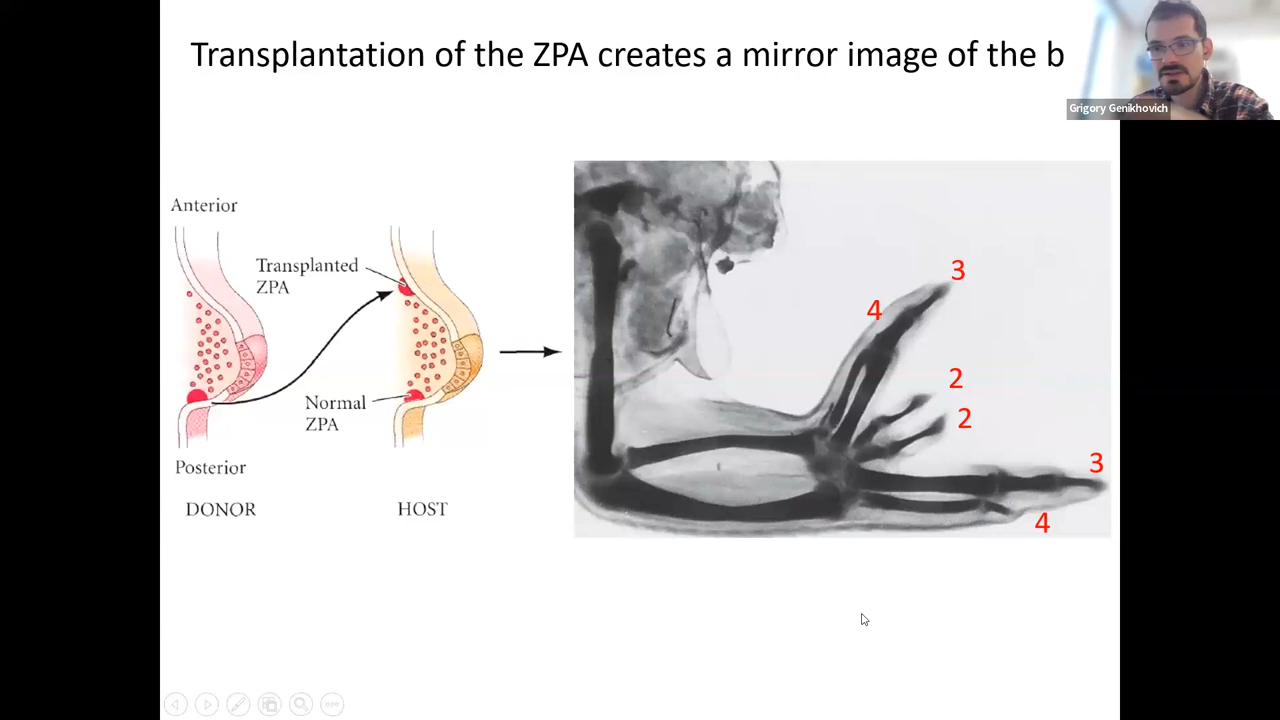 Transplantation of the ZPA creates a mirror image of the b
Grigory Genikhovich
Anterior
Transplanted
ZPA
Normal
ZPA
Posterior
DONOR
HOST
3
4
2
2
3
4